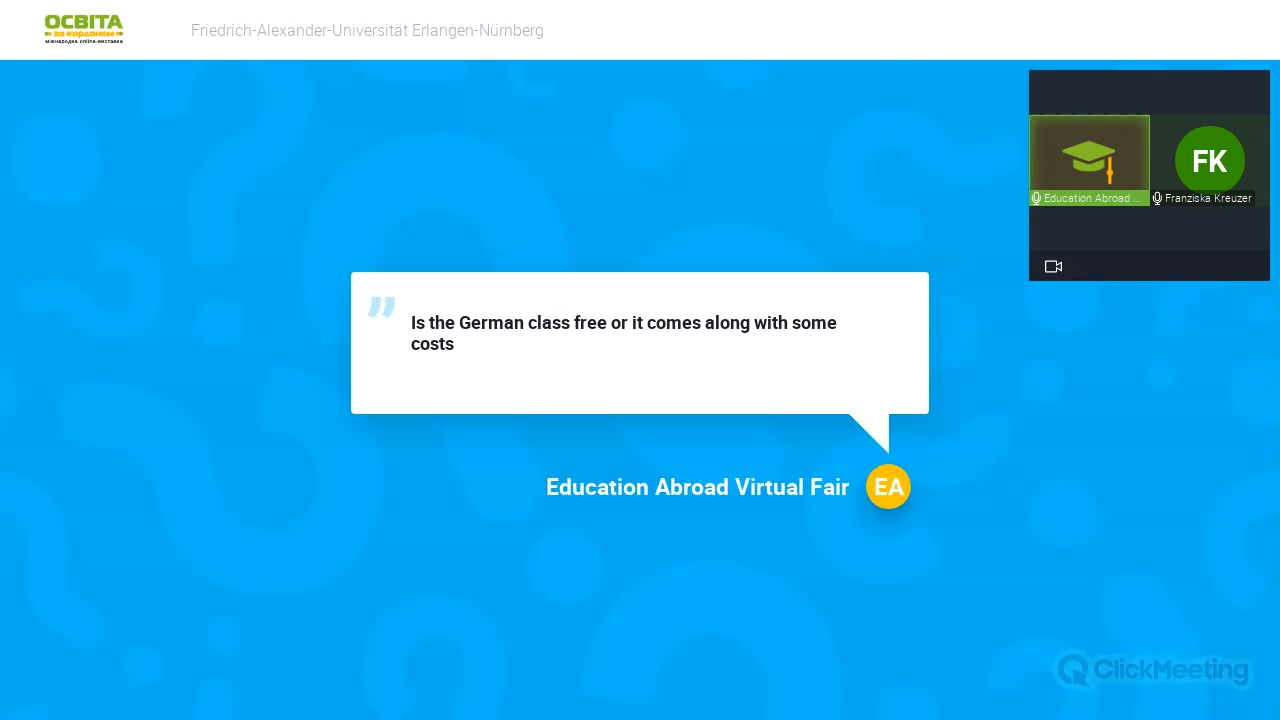 ОСВІТА
ЗА КОРДОНОМ
міжнародна online-виставка
Friedrich-Alexander-Universität Erlangen-Nürnberg
FK
Education Abroad ...
Franziska Kreuzer
” Is the German class free or it comes along with some
costs
Education Abroad Virtual Fair
EA
ClickMeeting